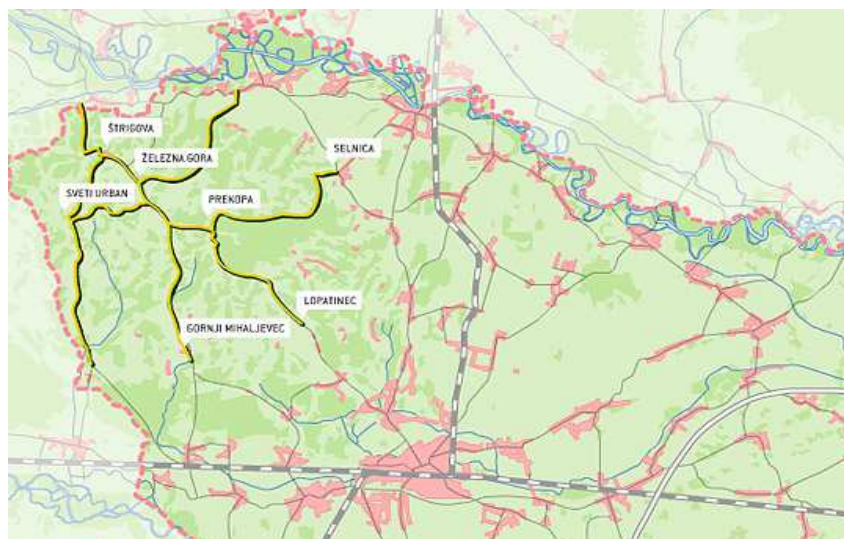 ŠTRIGOVA
ŽELEZNA GORA
SELNICA
SVETI URBAN
PREKOPA
LOPATINEC
GORNJI MIHALJEVEC